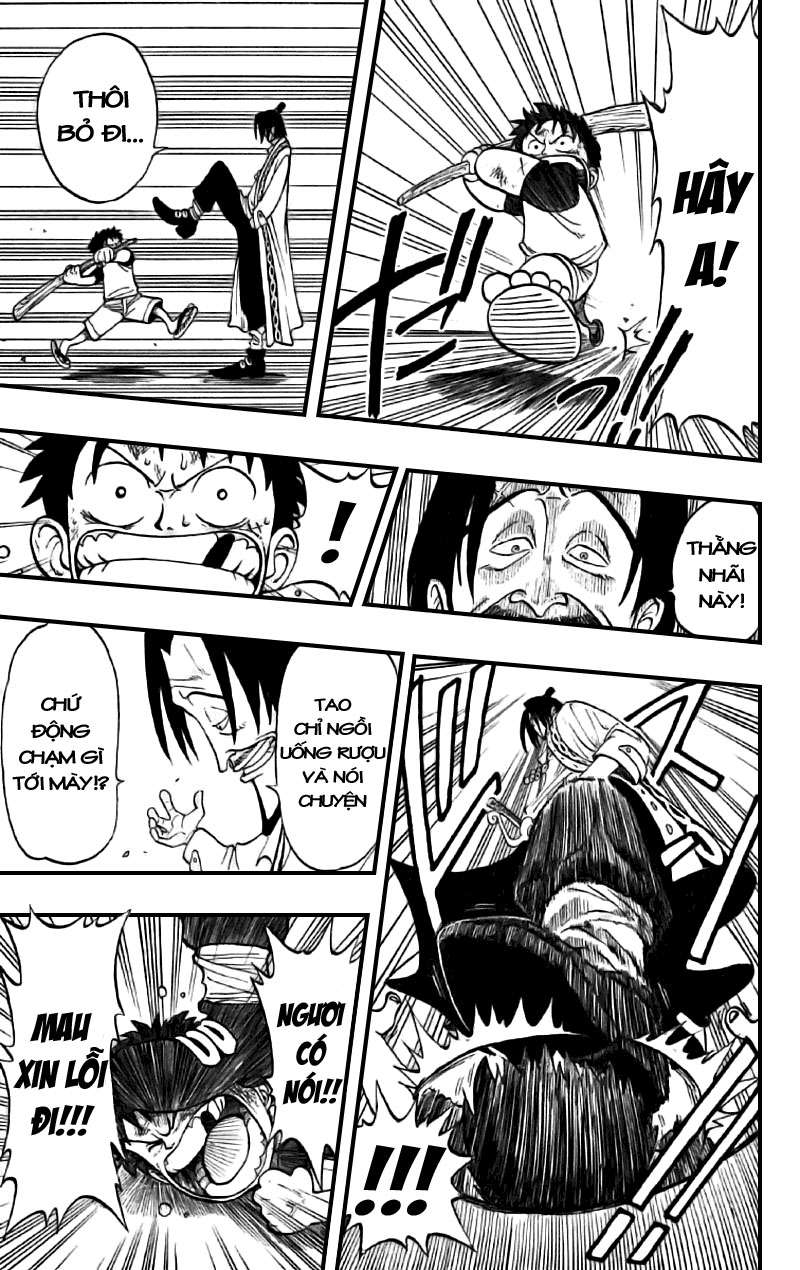 HÂY
A!
THÔI
BỎ ĐI...
THẰNG
NHÃI
NÀY!
!
TAO
CHỈ NGỒI
UỐNG RƯỢU
VÀ NÓI
CHUYỆN
CHỨ
ĐỘNG
CHẠM GÌ
TỚI MÀY!?
!!!
NGƯƠI
CÓ
NÓI!!
MAU
XIN LỖI
ĐI!!!